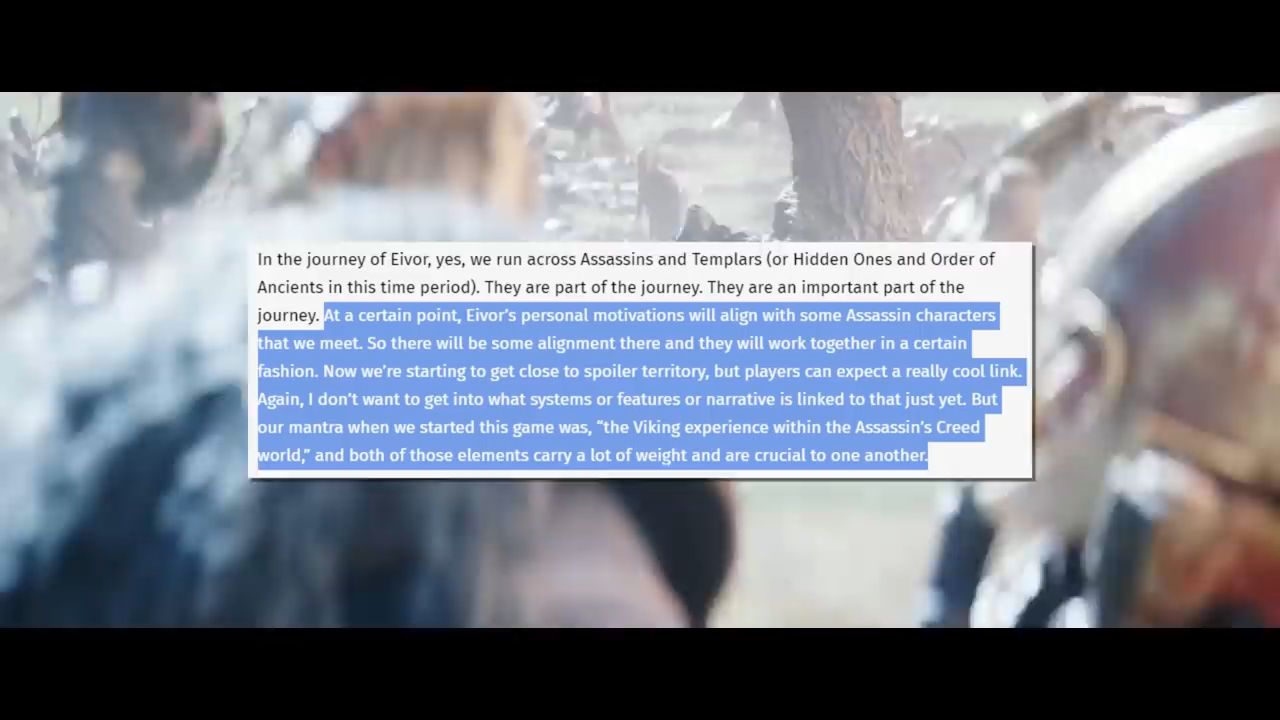 In the journey of Eivor, yes, we run across Assassins and Templars (or Hidden Ones and Order of
Ancients in this time period). They are part of the journey. They are an important part of the
journey. At a certain point, Eivor’s personal motivations will align with some Assassin characters
that we meet. So there will be some alignment there and they will work together in a certain
fashion. Now we’re starting to get close to spoiler territory, but players can expect a really cool link.
Again, I don’t want to get into what systems or features or narrative is linked to that just yet. But
our mantra when we started this game was, “the Viking experience within the Assassin’s Creed
world,” and both of those elements carry a lot of weight and are crucial to one another.